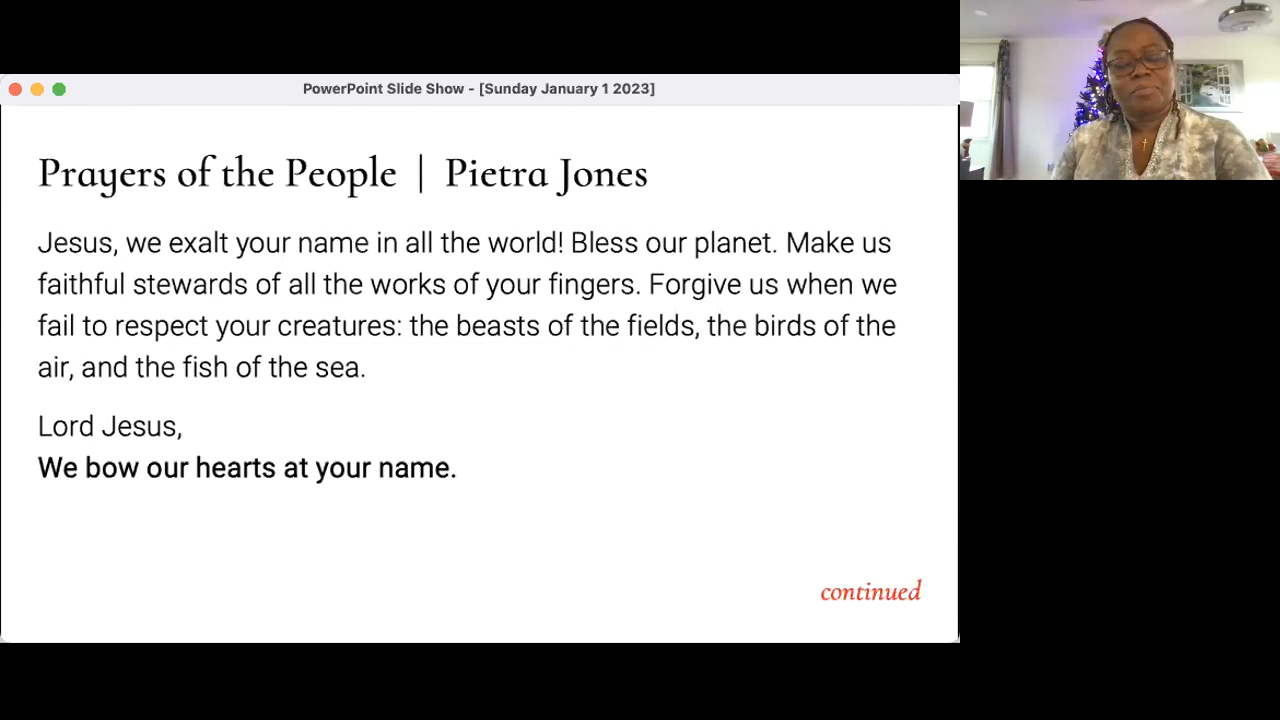 PowerPoint Slide Show - [Sunday January 1 2023]
Prayers of the People | Pietra Jones
Jesus, we exalt your name in all the world! Bless our planet. Make us
faithful stewards of all the works of your fingers. Forgive us when we
fail to respect your creatures: the beasts of the fields, the birds of the
air, and the fish of the sea.
Lord Jesus,
We bow our hearts at your name.
continued